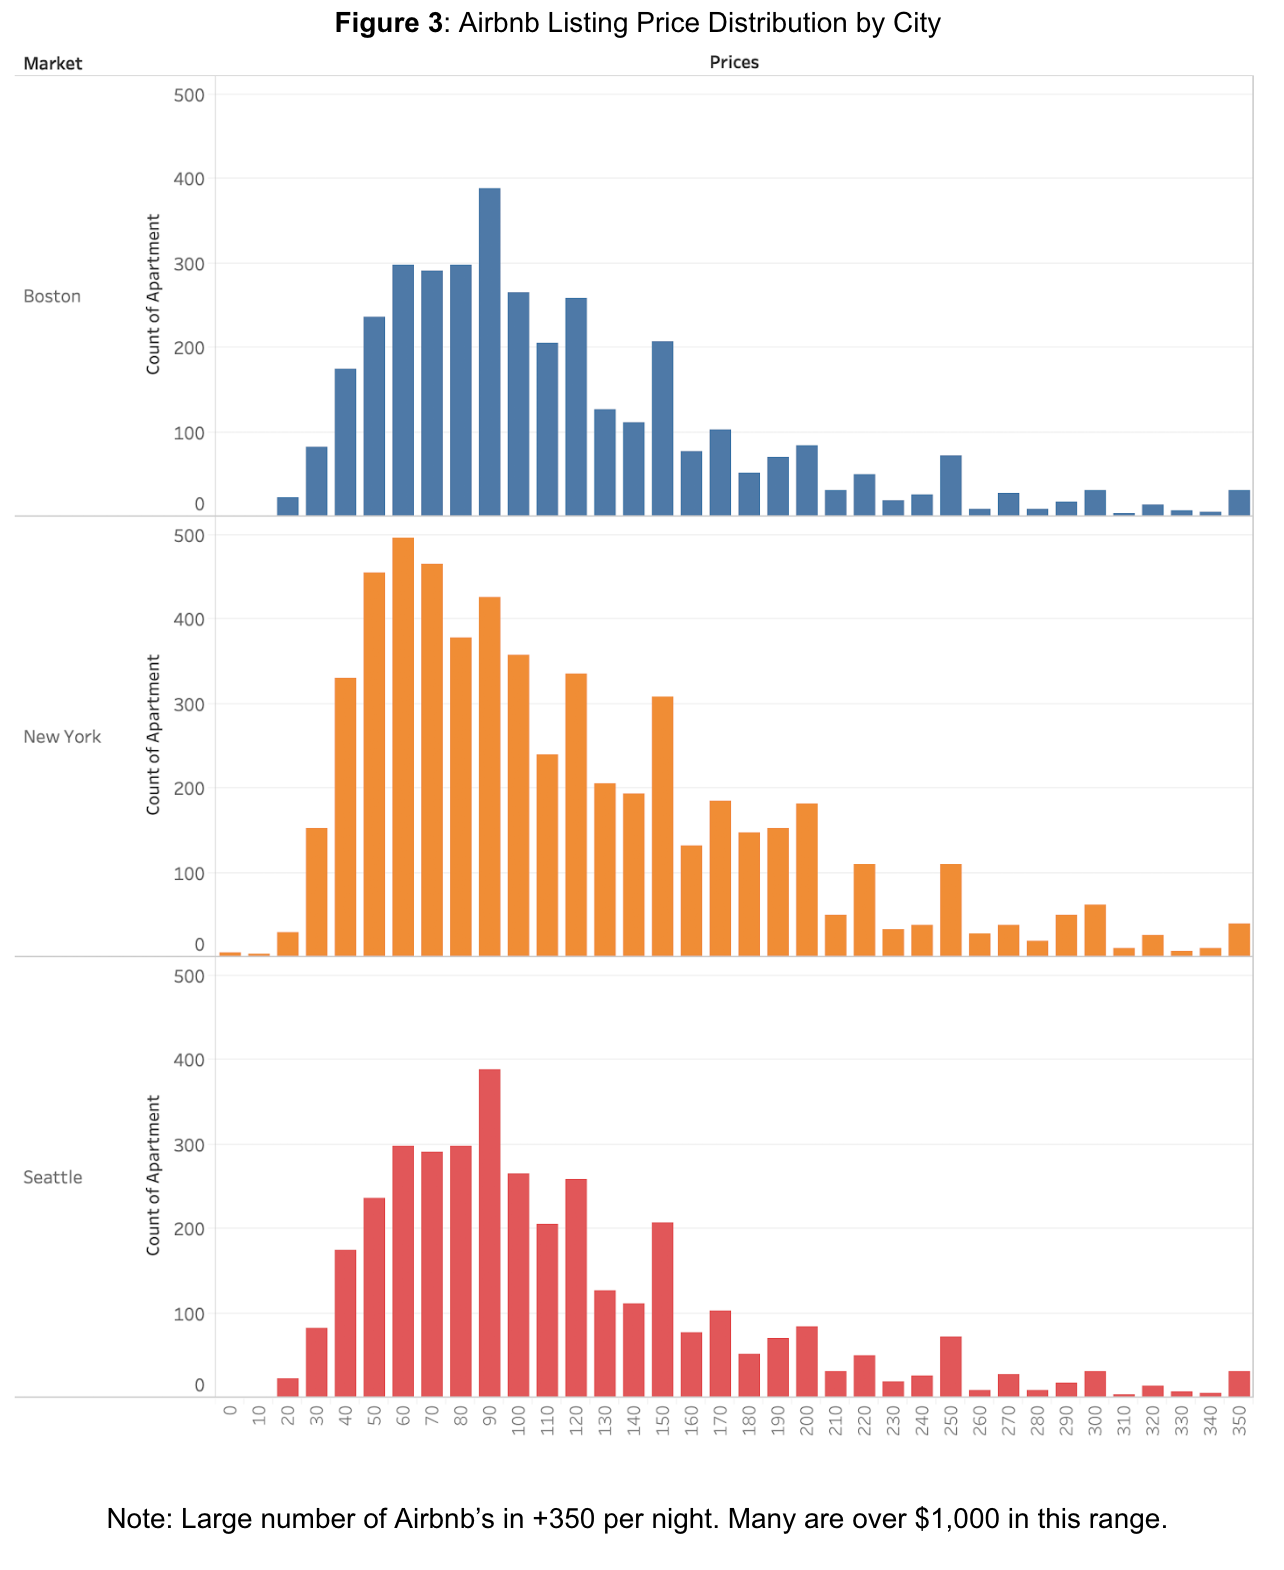 Figure 3: Airbnb Listing Price Distribution by City
Market
Prices
500
400
300
200
100
0
Count of Apartment
Boston
500
400
300
200
100
0
Count of Apartment
New York
500
400
300
200
100
0
Count of Apartment
Seattle
0 10 20 30 40 50 60 70 80 90 100 110 120 130 140 150 160 170 180 190 200 210 220 230 240 250 260 270 280 290 300 310 320 330 340 350
Note: Large number of Airbnb’s in +350 per night. Many are over $1,000 in this range.